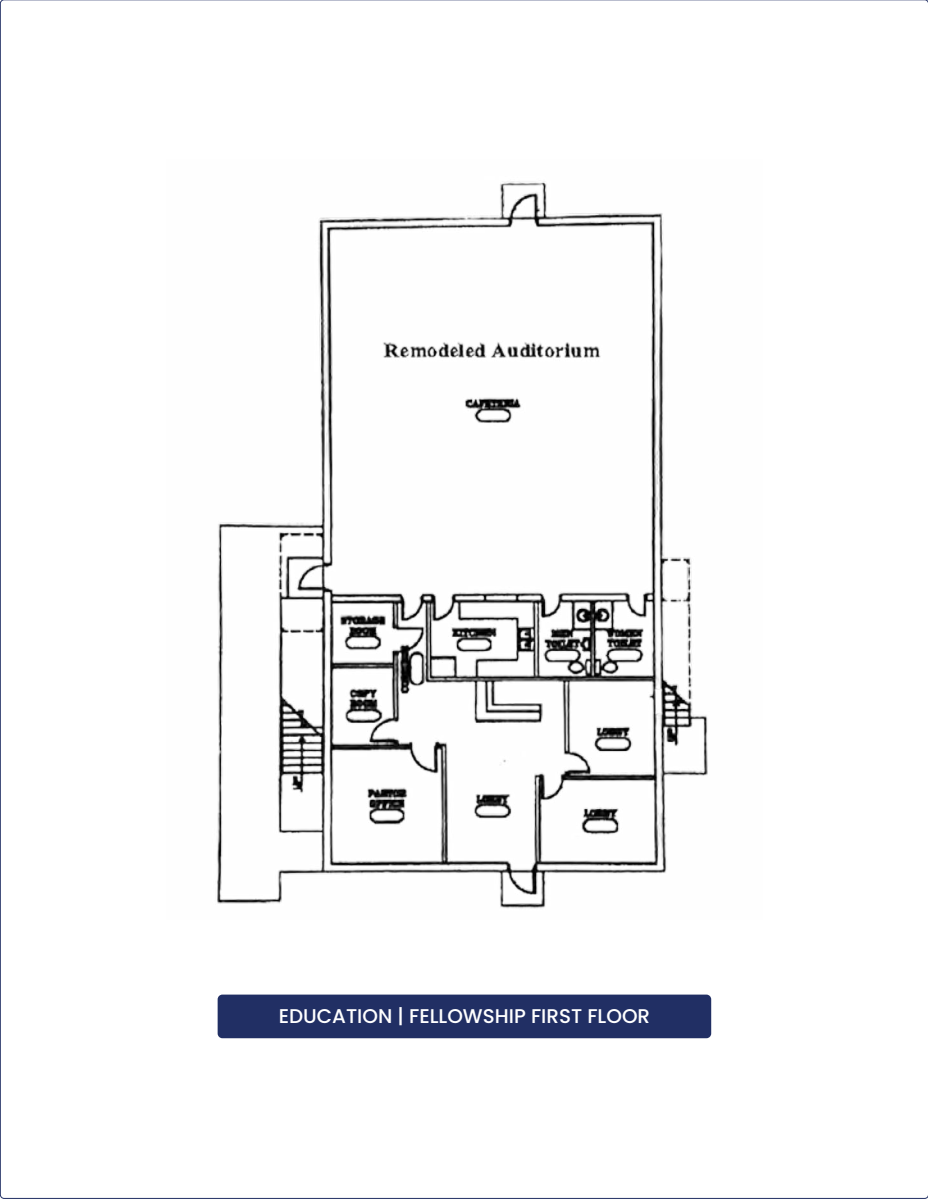 Remodeled Auditorium
CAFETERIA
STORAGE
ROOM
KITCHEN
MEN
TOILET
WOMEN
TOILET
COPY
ROOM
LOBBY
PASTOR
OFFICE
LOBBY
LOBBY
EDUCATION | FELLOWSHIP FIRST FLOOR